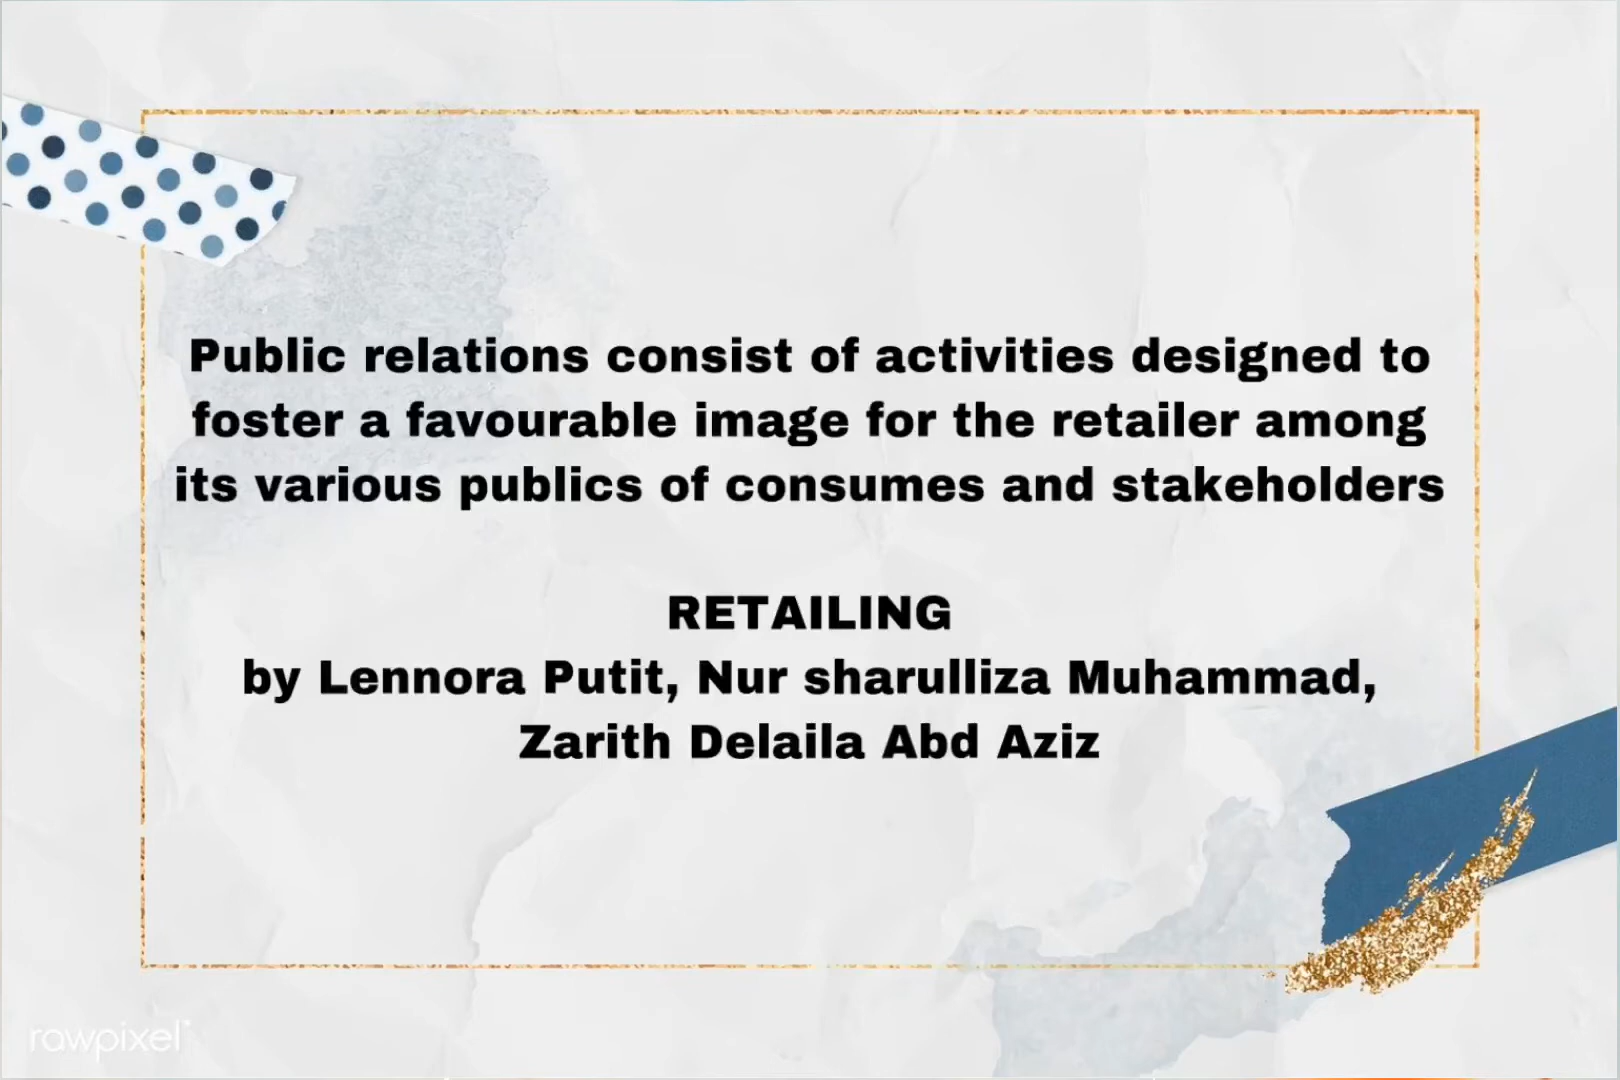 Public relations consist of activities designed to
foster a favourable image for the retailer among
its various publics of consumes and stakeholders
RETAILING
by Lennora Putit, Nur sharulliza Muhammad,
Zarith Delaila Abd Aziz
rawpixel